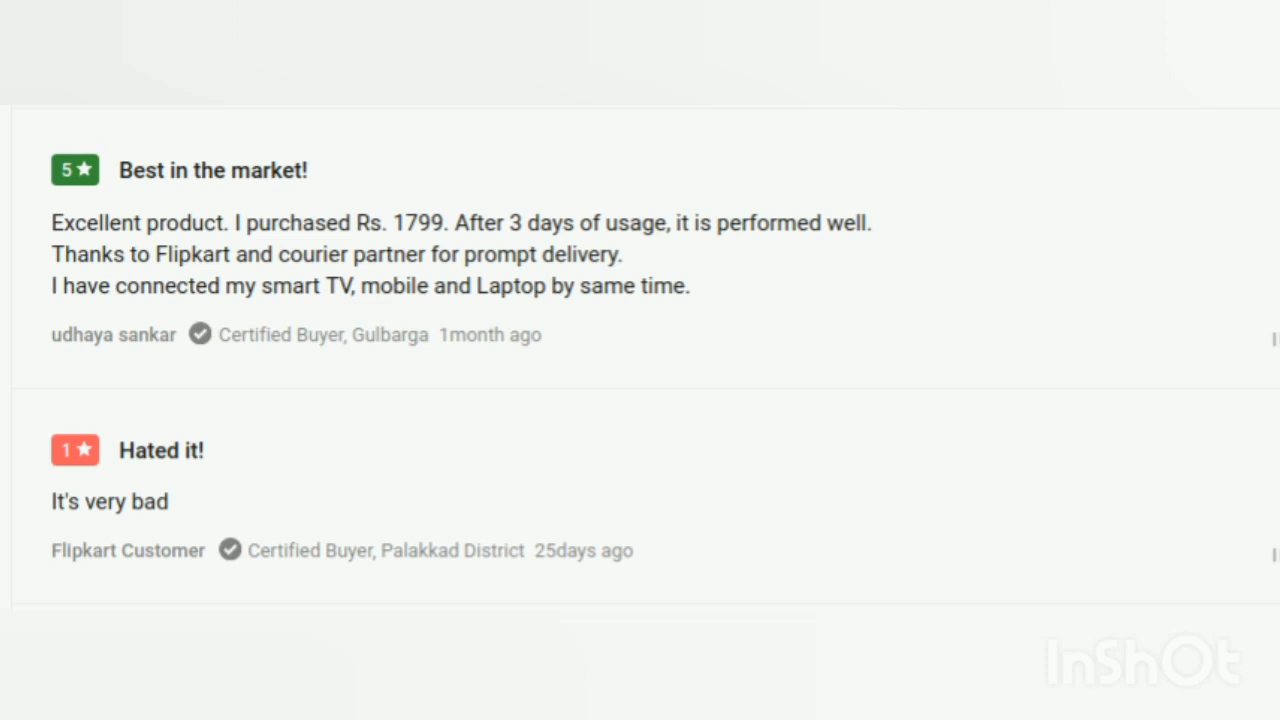 5★ Best in the market!
Excellent product. I purchased Rs. 1799. After 3 days of usage, it is performed well.
Thanks to Flipkart and courier partner for prompt delivery.
I have connected my smart TV, mobile and Laptop by same time.
udhaya sankar Certified Buyer, Gulbarga 1month ago
1★ Hated it!
It's very bad
Flipkart Customer Certified Buyer, Palakkad District 25days ago
InShOt